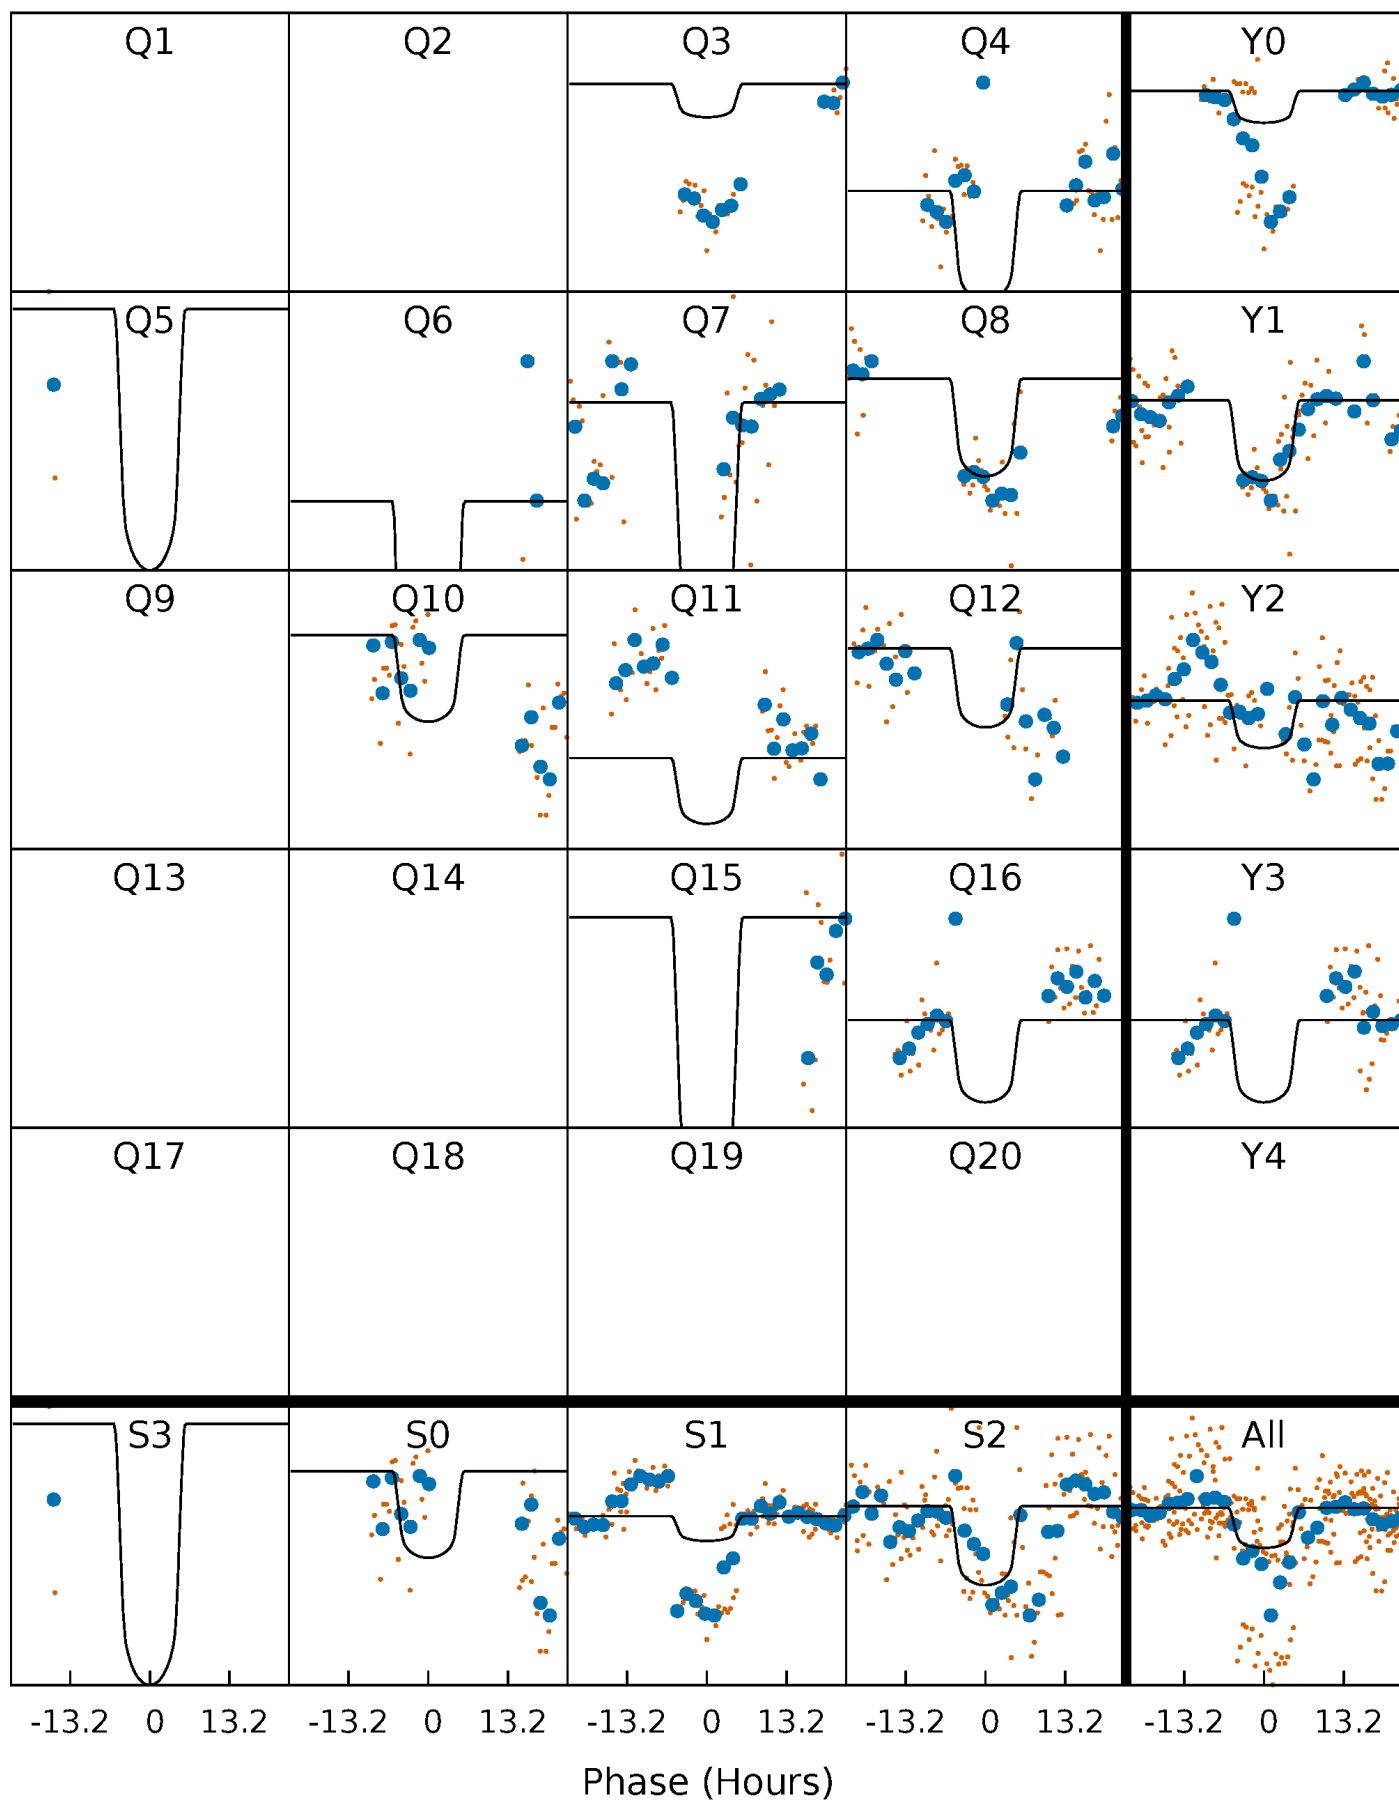 Q1 Q2 Q3 Q4 Y0
Q5 Q6 Q7 Q8 Y1
Q9 Q10 Q11 Q12 Y2
Q13 Q14 Q15 Q16 Y3
Q17 Q18 Q19 Q20 Y4
S3 S0 S1 S2 All
-13.2 0 13.2 -13.2 0 13.2 -13.2 0 13.2 -13.2 0 13.2 -13.2 0 13.2
Phase (Hours)